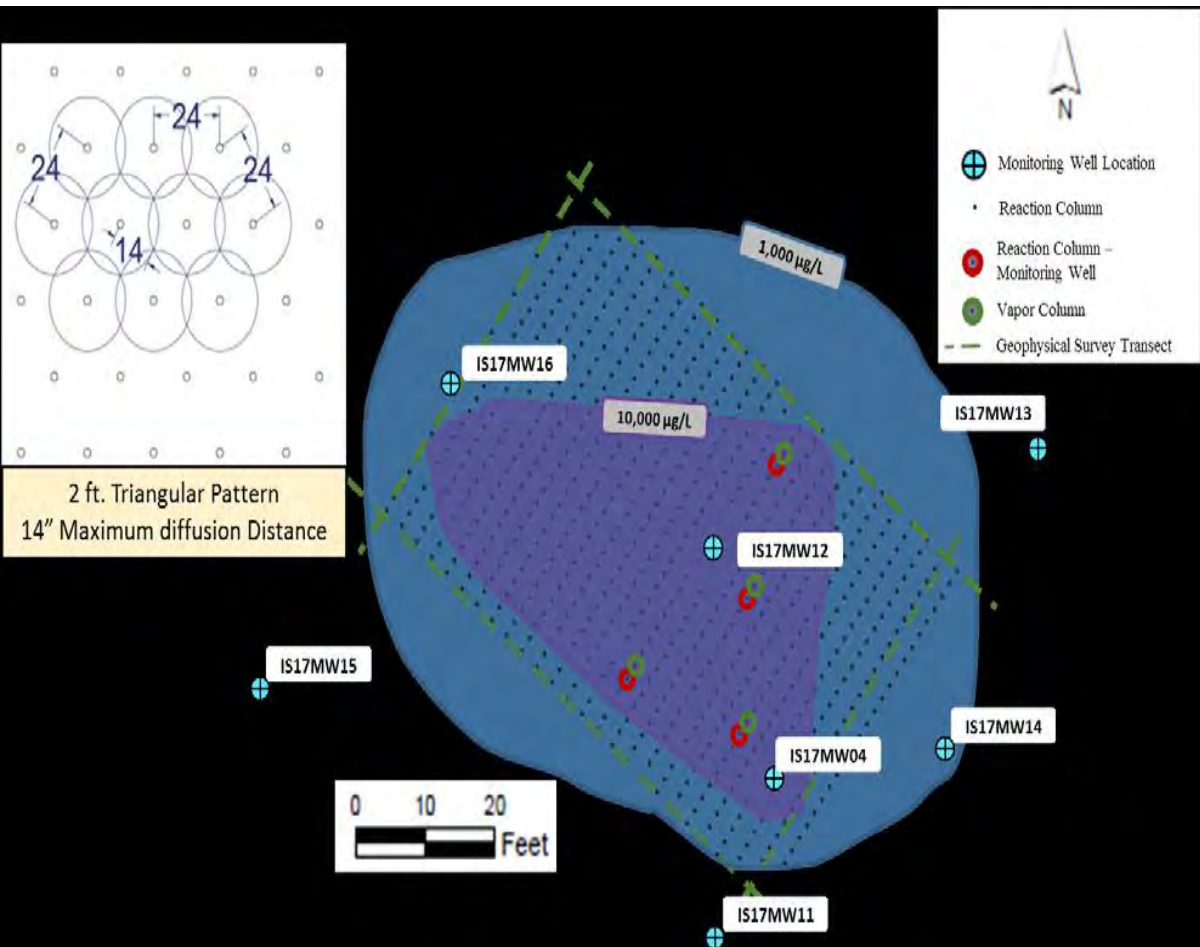 24
24
24
14
2 ft. Triangular Pattern
14” Maximum diffusion Distance
N
Monitoring Well Location
Reaction Column
Reaction Column –
Monitoring Well
Vapor Column
Geophysical Survey Transect
1,000 µg/L
IS17MW16
10,000 µg/L
IS17MW13
IS17MW12
IS17MW15
IS17MW14
IS17MW04
0 10 20
Feet
IS17MW11